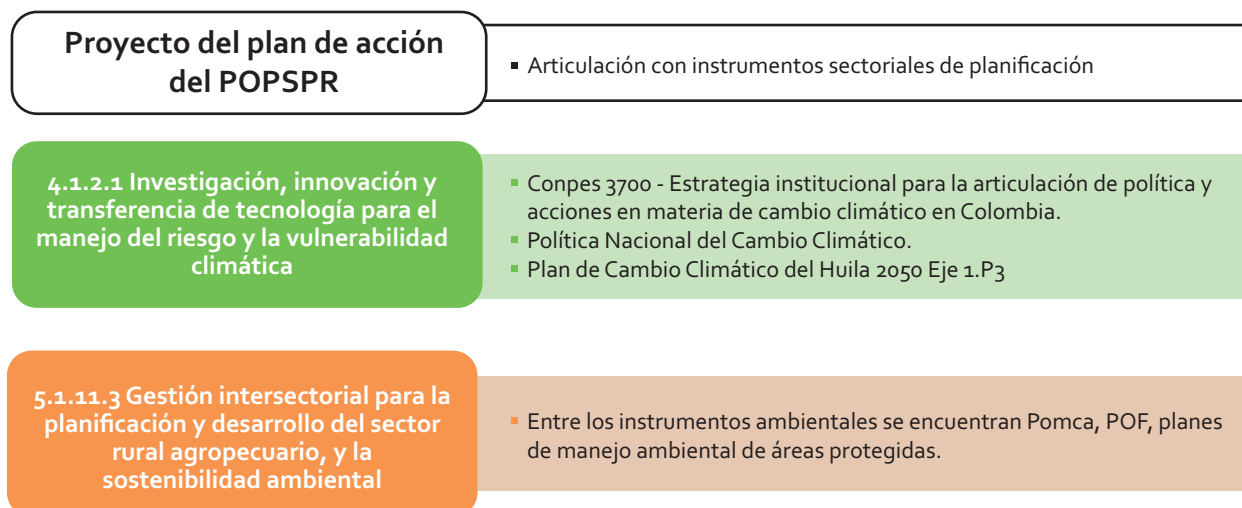 Proyecto del plan de acción
del POPSPR
▪ Articulación con instrumentos sectoriales de planificación
4.1.2.1 Investigación, innovación y
transferencia de tecnología para el
manejo del riesgo y la vulnerabilidad
climática
▪ Conpes 3700 - Estrategia institucional para la articulación de política y
acciones en materia de cambio climático en Colombia.
▪ Política Nacional del Cambio Climático.
▪ Plan de Cambio Climático del Huila 2050 Eje 1.P3
5.1.11.3 Gestión intersectorial para la
planificación y desarrollo del sector
rural agropecuario, y la
sostenibilidad ambiental
▪ Entre los instrumentos ambientales se encuentran Pomca, POF, planes
de manejo ambiental de áreas protegidas.